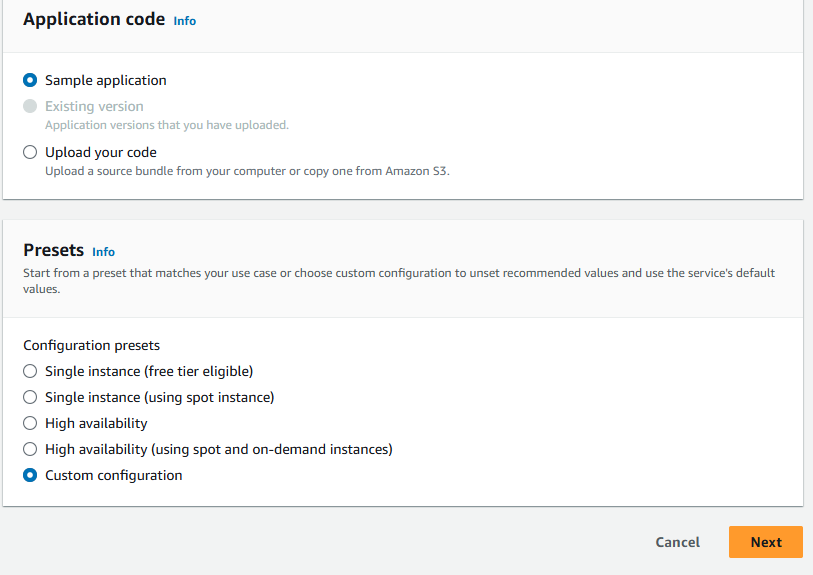 Application code Info
Sample application
Existing version
Application versions that you have uploaded.
Upload your code
Upload a source bundle from your computer or copy one from Amazon S3.
Presets Info
Start from a preset that matches your use case or choose custom configuration to unset recommended values and use the service's default
values.
Configuration presets
Single instance (free tier eligible)
Single instance (using spot instance)
High availability
High availability (using spot and on-demand instances)
Custom configuration
Cancel Next